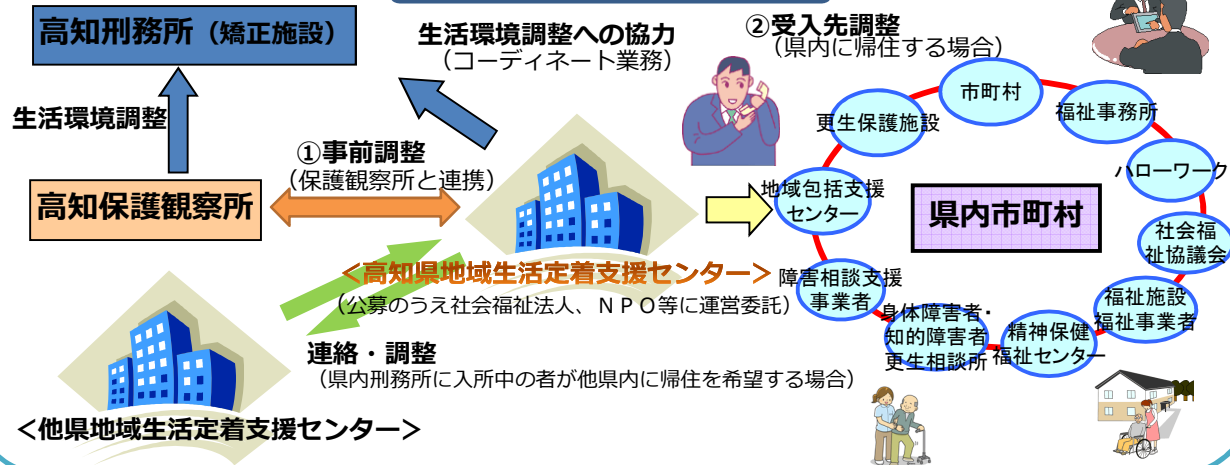 高知刑務所（矯正施設）
生活環境調整への協力
（コーディネート業務）
②受入先調整
（県内に帰住する場合）
生活環境調整
①事前調整
（保護観察所と連携）
高知保護観察所
市町村
福祉事務所
ハローワーク
社会福
祉協議会
福祉施設
福祉事業者
精神保健
福祉センター
身体障害者・
知的障害者
更生相談所
障害相談支援
事業者
地域包括支援
センター
更生保護施設
県内市町村
＜高知県地域生活定着支援センター＞
（公募のうえ社会福祉法人、ＮＰＯ等に運営委託）
連絡・調整
（県内刑務所に入所中の者が他県内に帰住を希望する場合）
＜他県地域生活定着支援センター＞